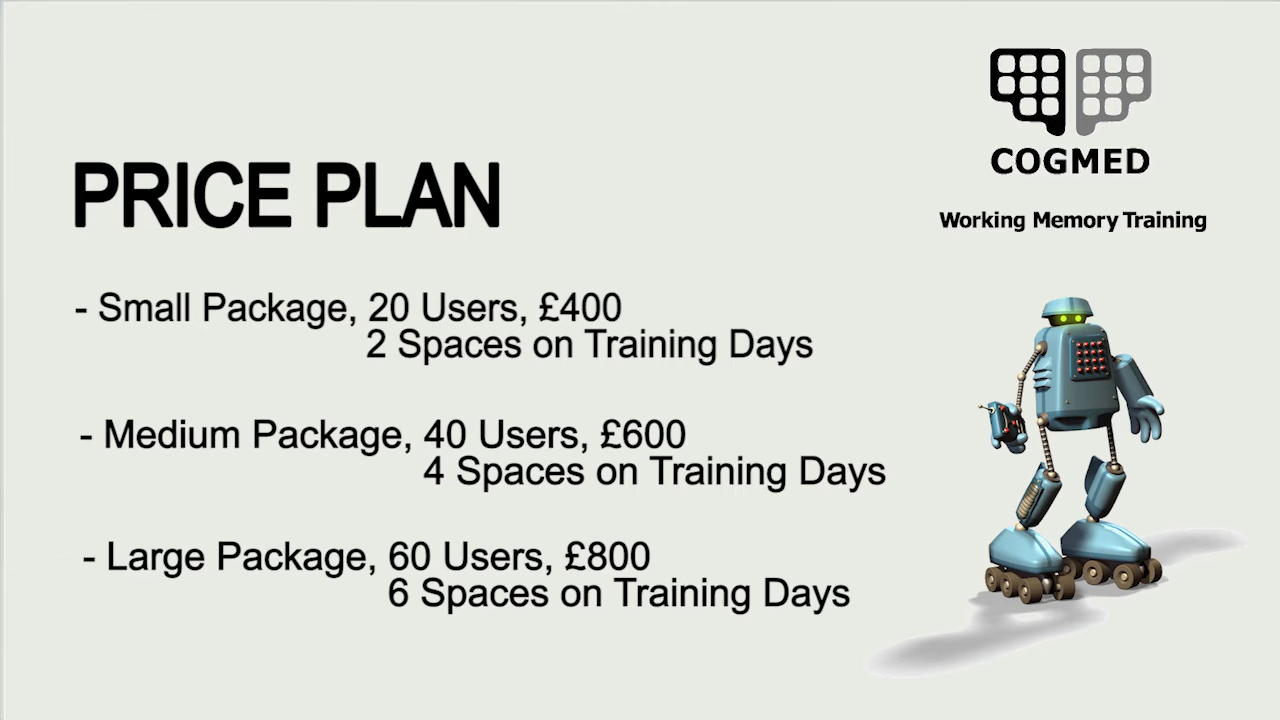 COGMED
Working Memory Training
PRICE PLAN
- Small Package, 20 Users, £400
2 Spaces on Training Days
- Medium Package, 40 Users, £600
4 Spaces on Training Days
- Large Package, 60 Users, £800
6 Spaces on Training Days